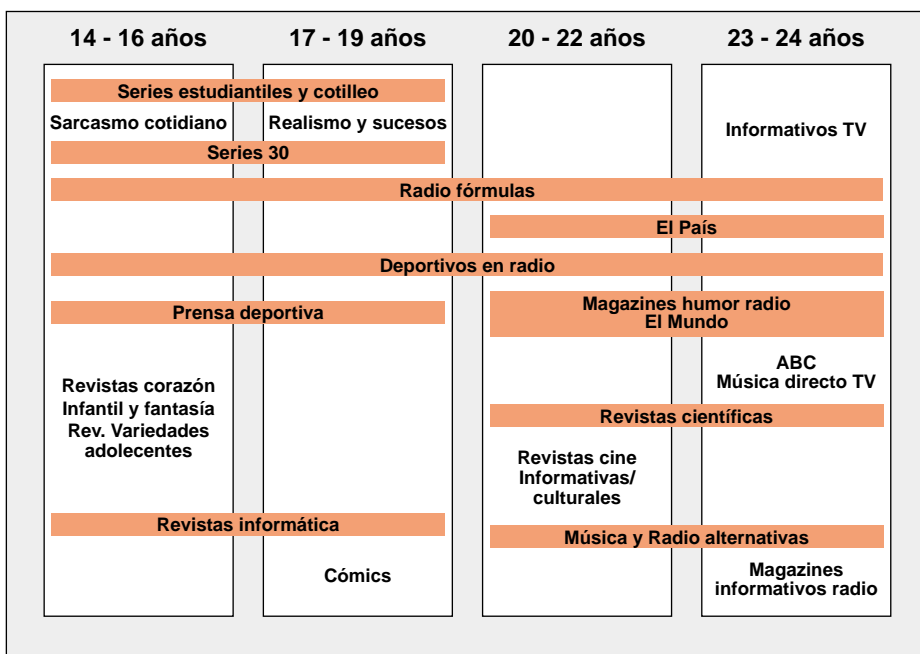 14 - 16 años
17 - 19 años
20 - 22 años
23 - 24 años
Series estudiantiles y cotilleo
Sarcasmo cotidiano
Realismo y sucesos
Informativos TV
Series 30
Radio fórmulas
El País
Deportivos en radio
Prensa deportiva
Magazines humor radio
El Mundo
ABC
Música directo TV
Revistas corazón
Infantil y fantasía
Rev. Variedades
adolecentes
Revistas científicas
Revistas cine
Informativas/
culturales
Revistas informática
Música y Radio alternativas
Cómics
Magazines
informativos radio